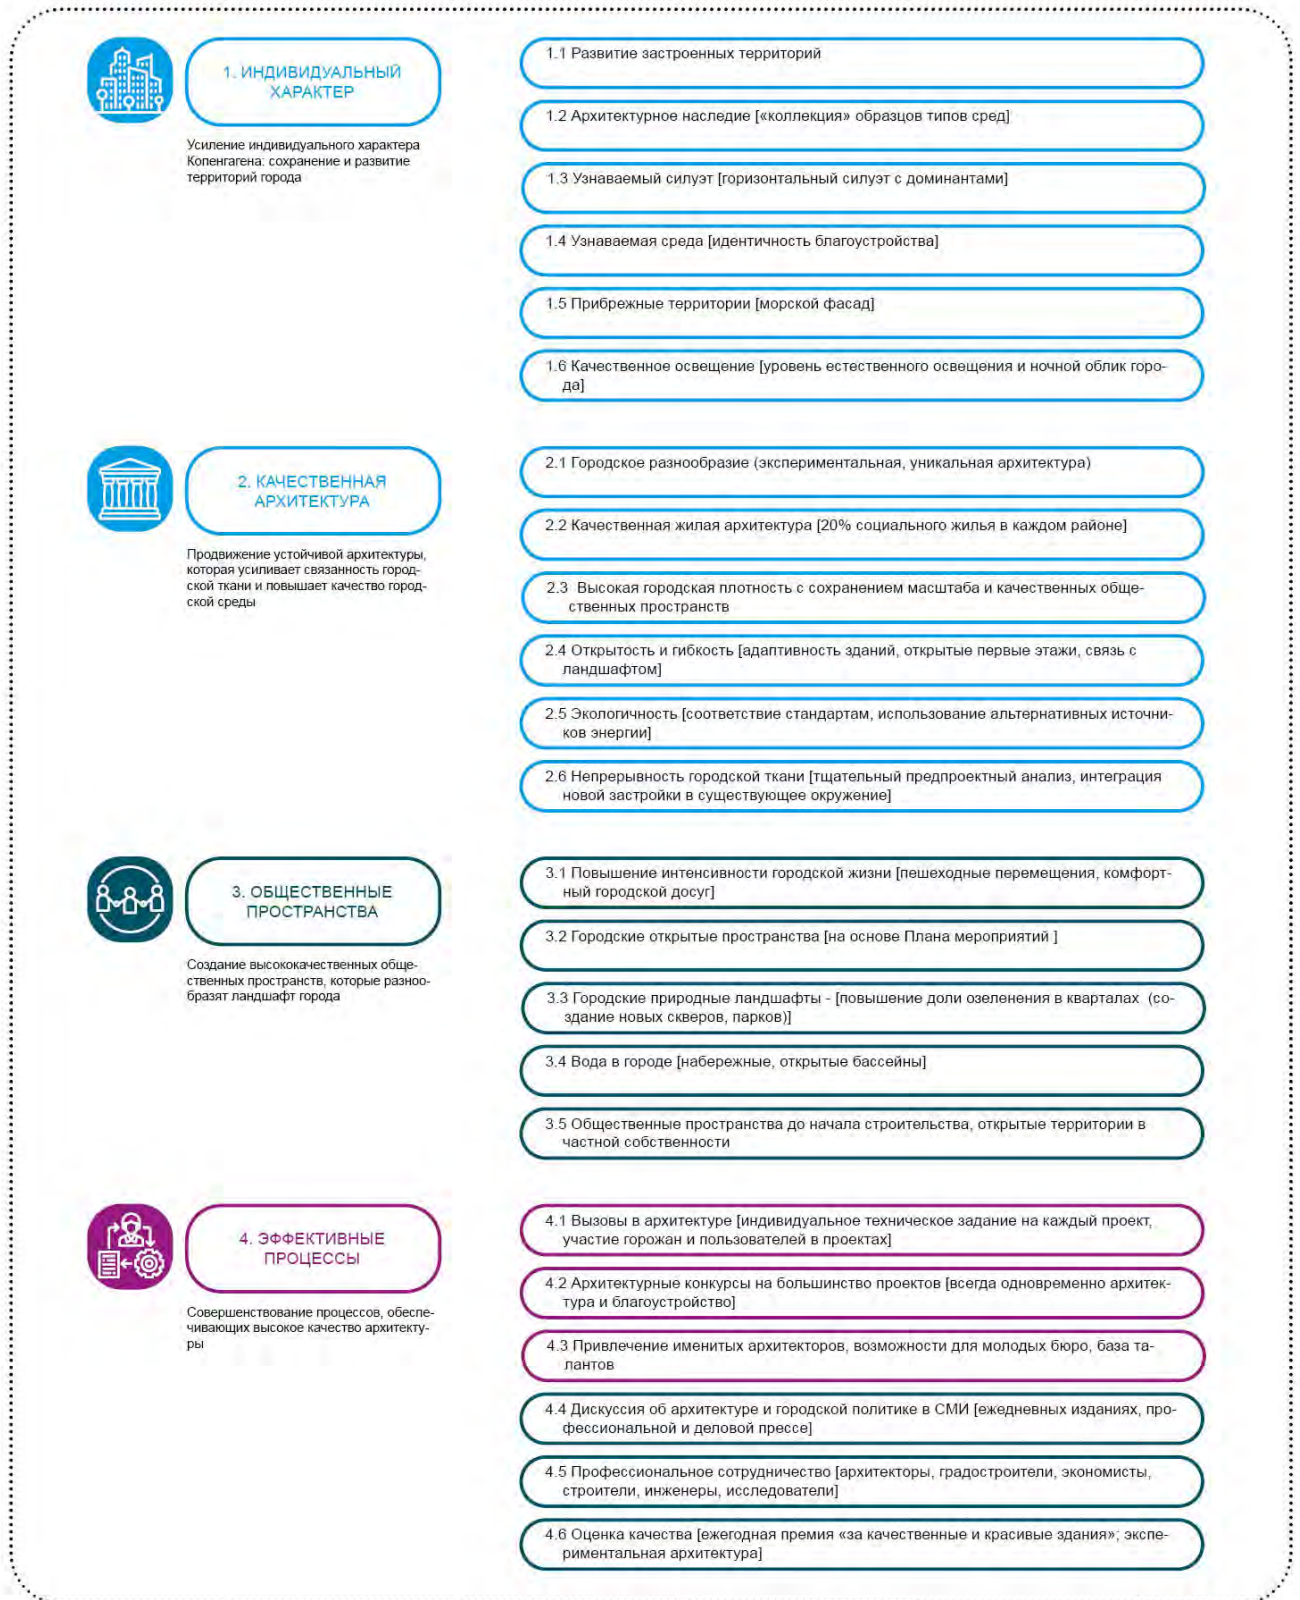 1. ИНДИВИДУАЛЬНЫЙ
ХАРАКТЕР
Усиление индивидуального характера
Копенгагена: сохранение и развитие
территорий города
1.1 Развитие застроенных территорий
1.2 Архитектурное наследие [«коллекция» образцов типов сред]
1.3 Узнаваемый силуэт [горизонтальный силуэт с доминантами]
1.4 Узнаваемая среда [идентичность благоустройства]
1.5 Прибрежные территории [морской фасад]
1.6 Качественное освещение [уровень естественного освещения и ночной облик горо-
да]
2. КАЧЕСТВЕННАЯ
АРХИТЕКТУРА
Продвижение устойчивой архитектуры,
которая усиливает связанность город-
ской ткани и повышает качество город-
ской среды
2.1 Городское разнообразие (экспериментальная, уникальная архитектура)
2.2 Качественная жилая архитектура [20% социального жилья в каждом районе]
2.3 Высокая городская плотность с сохранением масштаба и качественных обще-
ственных пространств
2.4 Открытость и гибкость [адаптивность зданий, открытые первые этажи, связь с
ландшафтом]
2.5 Экологичность [соответствие стандартам, использование альтернативных источни-
ков энергии]
2.6 Непрерывность городской ткани [тщательный предпроектный анализ, интеграция
новой застройки в существующее окружение]
3. ОБЩЕСТВЕННЫЕ
ПРОСТРАНСТВА
Создание высококачественных обще-
ственных пространств, которые разноо-
бразят ландшафт города
3.1 Повышение интенсивности городской жизни [пешеходные перемещения, комфорт-
ный городской досуг]
3.2 Городские открытые пространства [на основе Плана мероприятий ]
3.3 Городские природные ландшафты - [повышение доли озеленения в кварталах (со-
здание новых скверов, парков)]
3.4 Вода в городе [набережные, открытые бассейны]
3.5 Общественные пространства до начала строительства, открытые территории в
частной собственности
4. ЭФФЕКТИВНЫЕ
ПРОЦЕССЫ
Совершенствование процессов, обеспе-
чивающих высокое качество архитекту-
ры
4.1 Вызовы в архитектуре [индивидуальное техническое задание на каждый проект,
участие горожан и пользователей в проектах]
4.2 Архитектурные конкурсы на большинство проектов [всегда одновременно архитек-
тура и благоустройство]
4.3 Привлечение именитых архитекторов, возможности для молодых бюро, база та-
лантов
4.4 Дискуссия об архитектуре и городской политике в СМИ [ежедневных изданиях, про-
фессиональной и деловой прессе]
4.5 Профессиональное сотрудничество [архитекторы, градостроители, экономисты,
строители, инженеры, исследователи]
4.6 Оценка качества [ежегодная премия «за качественные и красивые здания»; экспе-
риментальная архитектура]